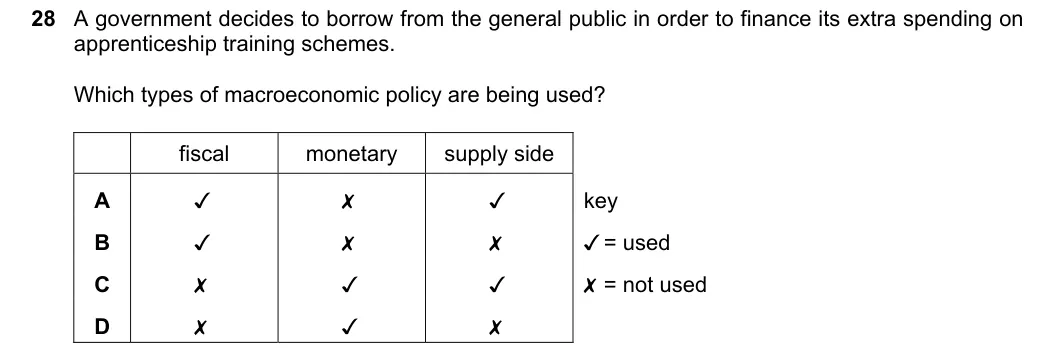 28 A government decides to borrow from the general public in order to finance its extra spending on
apprenticeship training schemes.
Which types of macroeconomic policy are being used?
fiscal monetary supply side
A ✓ ✗ ✓ key
B ✓ ✗ ✗ ✓ = used
C ✗ ✓ ✓ ✗ = not used
D ✗ ✓ ✗